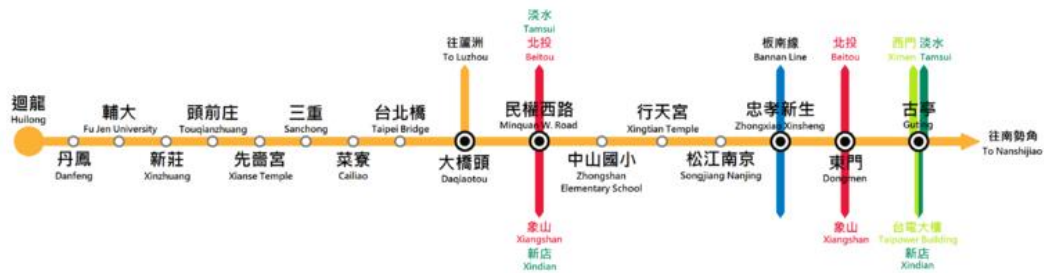 淡水
Tamsui
往蘆洲
To Luzhou
北投
Beitou
板南線
Bannan Line
北投
Beitou
西門
Ximen
淡水
Tamsui
迴龍
Huilong
輔大
Fu Jen University
頭前庄
Touqianzhuang
三重
Sanchong
台北橋
Taipei Bridge
民權西路
Minquan W. Road
行天宮
Xingtian Temple
忠孝新生
Zhongxiao Xinsheng
古亭
Guting
往南勢角
To Nanshijiao
丹鳳
Danfeng
新莊
Xinzhuang
先嗇宮
Xianse Temple
菜寮
Cailiao
大橋頭
Daqiaotou
中山國小
Zhongshan
Elementary School
松江南京
Songjiang Nanjing
東門
Dongmen
象山
Xiangshan
新店
Xindian
象山
Xiangshan
台電大樓
Taipower Building
新店
Xindian